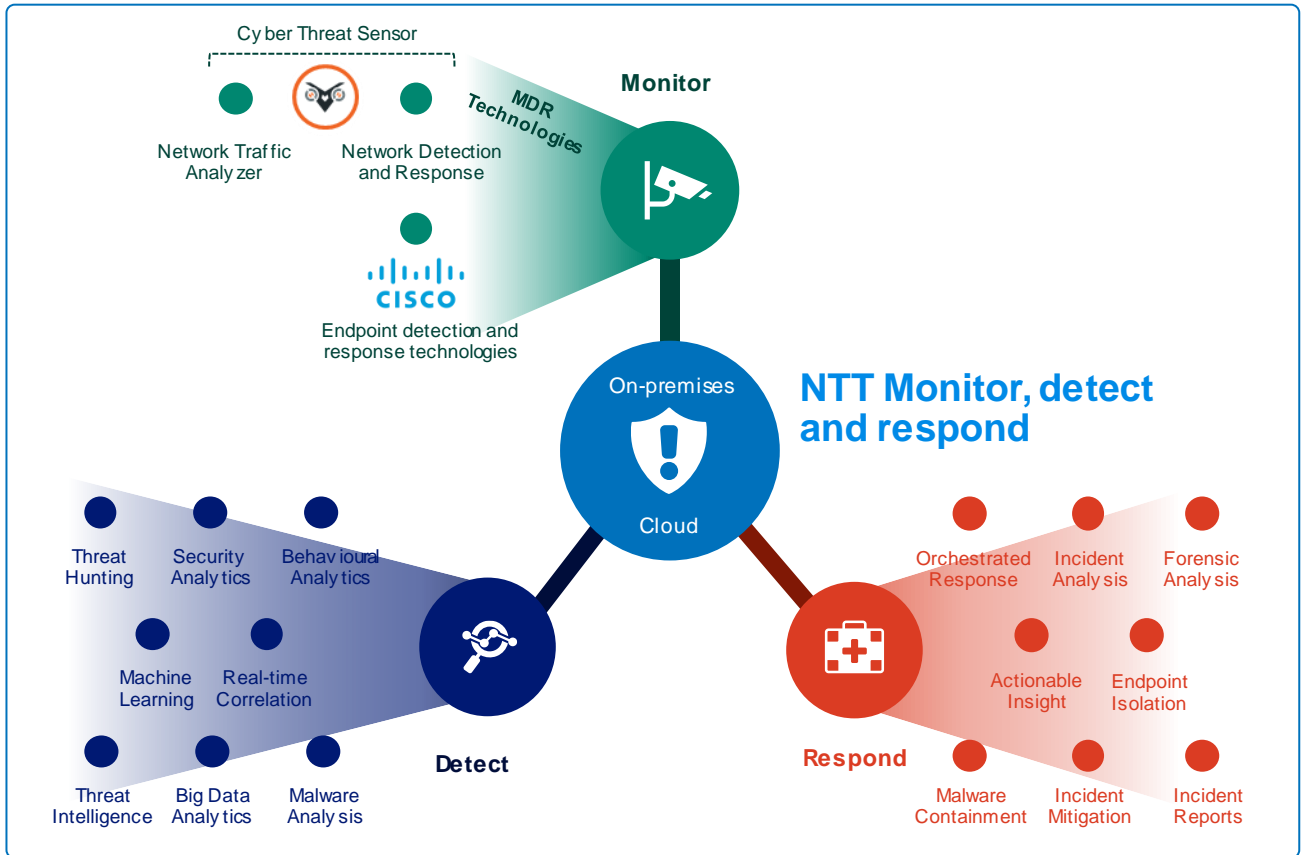 Cyber Threat Sensor
Monitor
MDR
Technologies
Network Traffic
Analyzer
Network Detection
and Response
CISCO
Endpoint detection and
response technologies
On-premises
Cloud
NTT Monitor, detect
and respond
Threat
Hunting
Security
Analytics
Behavioural
Analytics
Machine
Learning
Real-time
Correlation
Threat
Intelligence
Big Data
Analytics
Malware
Analysis
Detect
Orchestrated
Response
Incident
Analysis
Forensic
Analysis
Actionable
Insight
Endpoint
Isolation
Respond
Malware
Containment
Incident
Mitigation
Incident
Reports